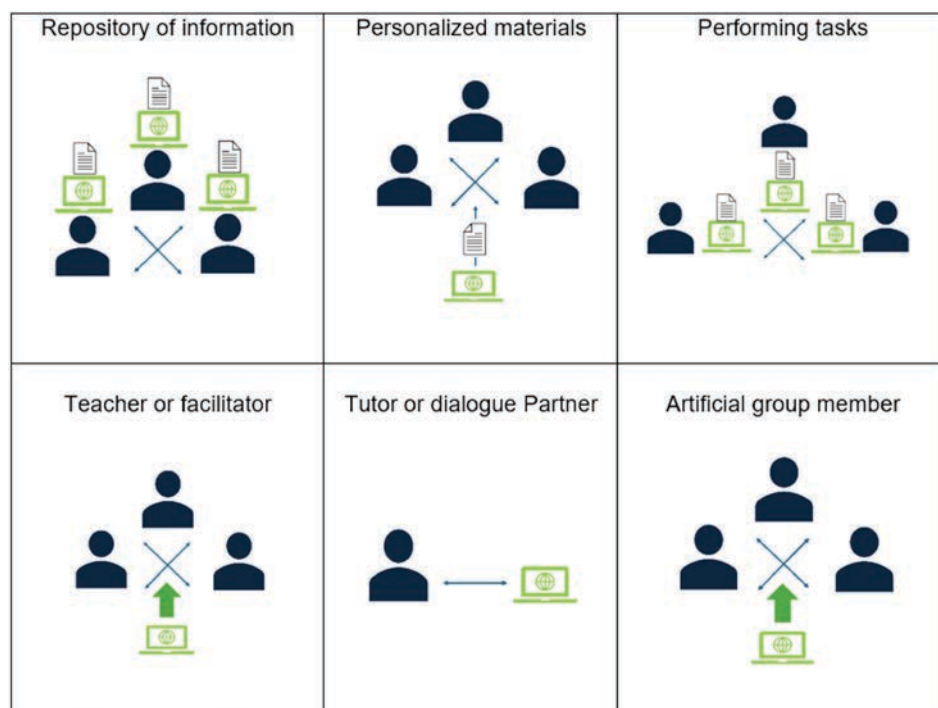 Repository of information
Personalized materials
Performing tasks
Teacher or facilitator
Tutor or dialogue Partner
Artificial group member